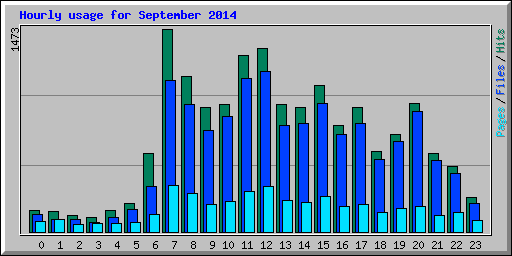 Hourly usage for September 2014
1473
Pages/Files/Hits
0 1 2 3 4 5 6 7 8 9 10 11 12 13 14 15 16 17 18 19 20 21 22 23